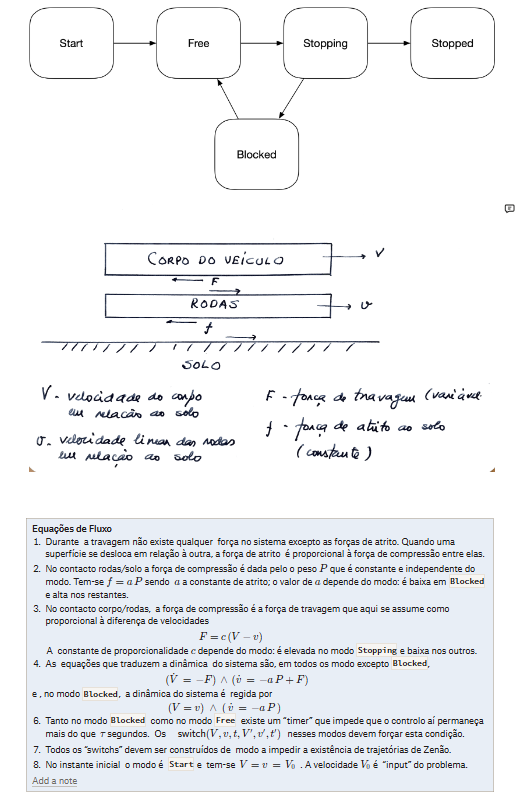 Start
Free
Stopping
Stopped
Blocked
CORPO DO VEÍCULO
V
F
RODAS
v
f
SOLO
V - velocidade do corpo
em relação ao solo
v - velocidade linear das rodas
em relação ao solo
F - força de travagem (variável
f - força de atrito ao solo
(constante)
Equações de Fluxo
1. Durante a travagem não existe qualquer força no sistema excepto as forças de atrito. Quando uma
superfície se desloca em relação à outra, a força de atrito é proporcional à força de compressão entre elas.
2. No contacto rodas/solo a força de compressão é dada pelo o peso P que é constante e independente do
modo. Tem-se f = a P sendo a a constante de atrito; o valor de a depende do modo: é baixa em Blocked
e alta nos restantes.
3. No contacto corpo/rodas, a força de compressão é a força de travagem que aqui se assume como
proporcional à diferença de velocidades
F = c (V − v)
A constante de proporcionalidade c depende do modo: é elevada no modo Stopping e baixa nos outros.
4. As equações que traduzem a dinâmica do sistema são, em todos os modo excepto Blocked,
(V̇ = −F) ∧ (v̇ = −a P + F)
e , no modo Blocked, a dinâmica do sistema é regida por
(V = v) ∧ (v̇ = −a P)
6. Tanto no modo Blocked como no modo Free existe um "timer" que impede que o controlo aí permaneça
mais do que τ segundos. Os switch(V, v, t, V′, v′, t′) nesses modos devem forçar esta condição.
7. Todos os "switchs" devem ser construídos de modo a impedir a existência de trajetórias de Zenão.
8. No instante inicial o modo é Start e tem-se V = v = V₀ . A velocidade V₀ é "input" do problema.
Add a note